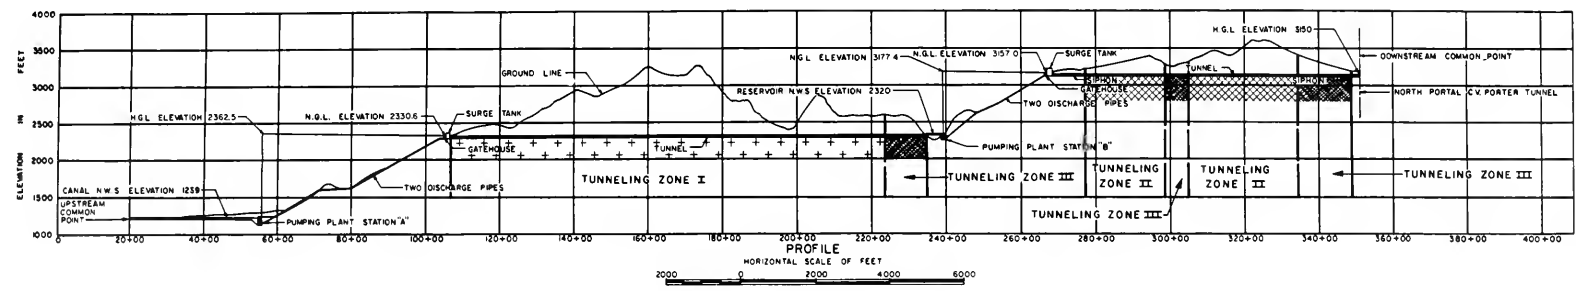 4000
H.G.L ELEVATION 3150
3500
N.G.L ELEVATION 3177.4
N.G.L. ELEVATION 3157.0
SURGE TANK
DOWNSTREAM COMMON POINT
FEET
GROUND LINE
TUNNEL
SIPHON
SIPHON
3000
RESERVOIR N.W.S ELEVATION 2320
GATEHOUSE
NORTH PORTAL C.V. PORTER TUNNEL
SURGE TANK
TWO DISCHARGE PIPES
IN
2500
H.G.L ELEVATION 2362.5
N.G.L. ELEVATION 2330.6
GATEHOUSE
TUNNEL
PUMPING PLANT STATION "B"
2000
ELEVATION
CANAL N.W.S ELEVATION 1239
TWO DISCHARGE PIPES
TUNNELING ZONE I
TUNNELING ZONE III
TUNNELING ZONE II
TUNNELING ZONE II
TUNNELING ZONE III
1500
UPSTREAM COMMON POINT
PUMPING PLANT STATION "A"
TUNNELING ZONE III
1000
0 20+00 40+00 60+00 80+00 100+00 120+00 140+00 160+00 180+00 200+00 220+00 240+00 260+00 280+00 300+00 320+00 340+00 360+00 380+00 400+00
PROFILE
HORIZONTAL SCALE OF FEET
2000 0 2000 4000 6000